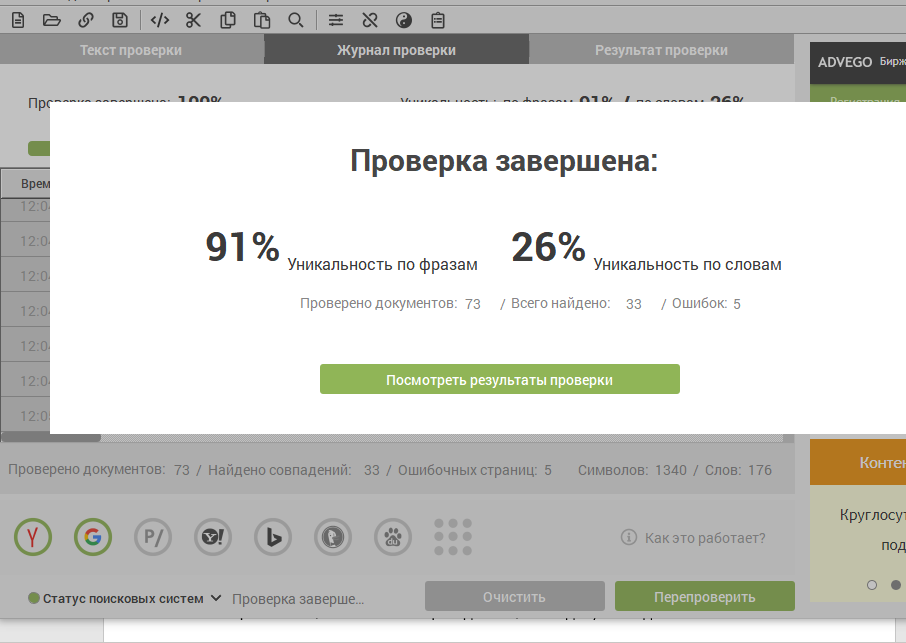 Текст проверки
Журнал проверки
Результат проверки
ADVEGO Бирж
Регистрация
Проверка завершена: 100%
Уникальность: по фразам 91% / по словам 26%
Проверка завершена:
91% Уникальность по фразам 26% Уникальность по словам
Проверено документов: 73 / Всего найдено: 33 / Ошибок: 5
Посмотреть результаты проверки
Врем
12:0
12:0
12:0
12:0
12:0
12:0
12:0
Проверено документов: 73 / Найдено совпадений: 33 / Ошибочных страниц: 5 Символов: 1340 / Слов: 176
Контен
Круглосут
под
P/
Y!
du
Как это работает?
Статус поисковых систем Проверка заверше...
Очистить
Перепроверить